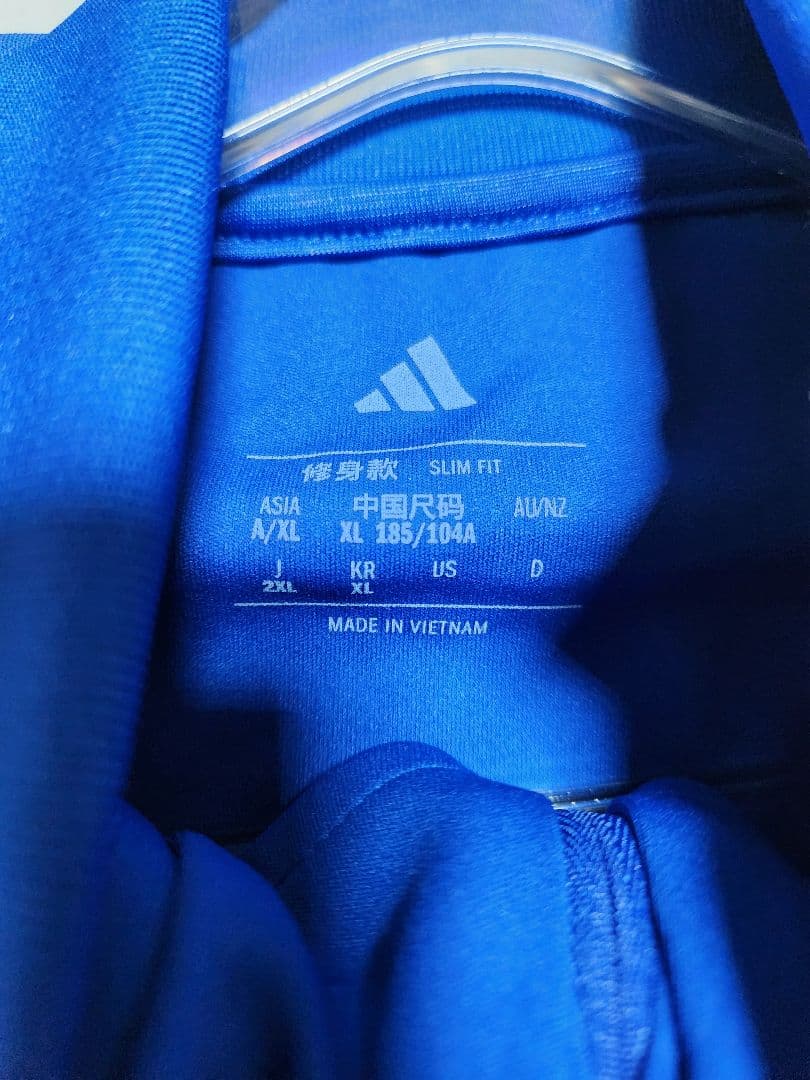 修身款 SLIM FIT
ASIA 中国尺码 AU/NZ
A/XL XL 185/104A
J KR US D
2XL XL
MADE IN VIETNAM